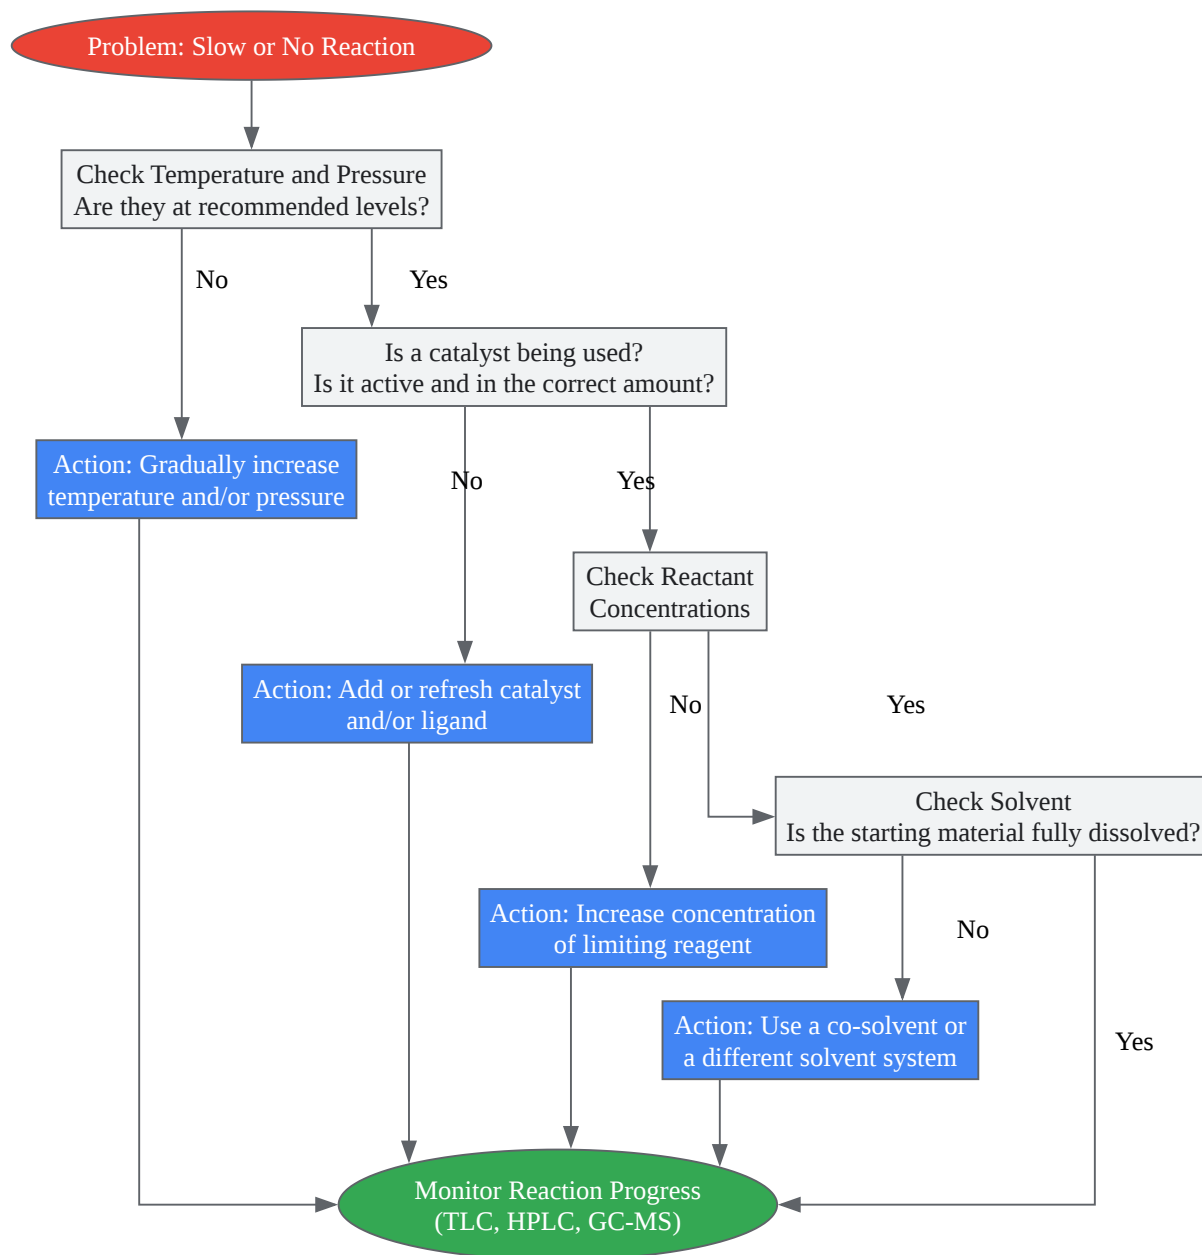 Problem: Slow or No Reaction
Check Temperature and Pressure
Are they at recommended levels?
No
Yes
Is a catalyst being used?
Is it active and in the correct amount?
Action: Gradually increase
temperature and/or pressure
No
Yes
Check Reactant
Concentrations
Action: Add or refresh catalyst
and/or ligand
No
Yes
Check Solvent
Is the starting material fully dissolved?
Action: Increase concentration
of limiting reagent
No
Action: Use a co-solvent or
a different solvent system
Yes
Monitor Reaction Progress
(TLC, HPLC, GC-MS)